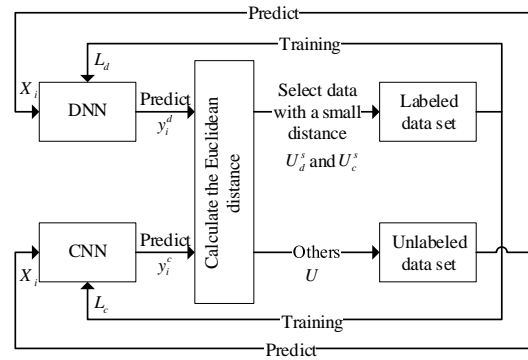 Predict
Training
L_d
X_i
DNN
Predict
y_i^d
Calculate the Euclidean
distance
Select data
with a small
distance
U_d^s and U_c^s
Labeled
data set
CNN
X_i
Predict
y_i^c
L_c
Others
U
Unlabeled
data set
Training
Predict